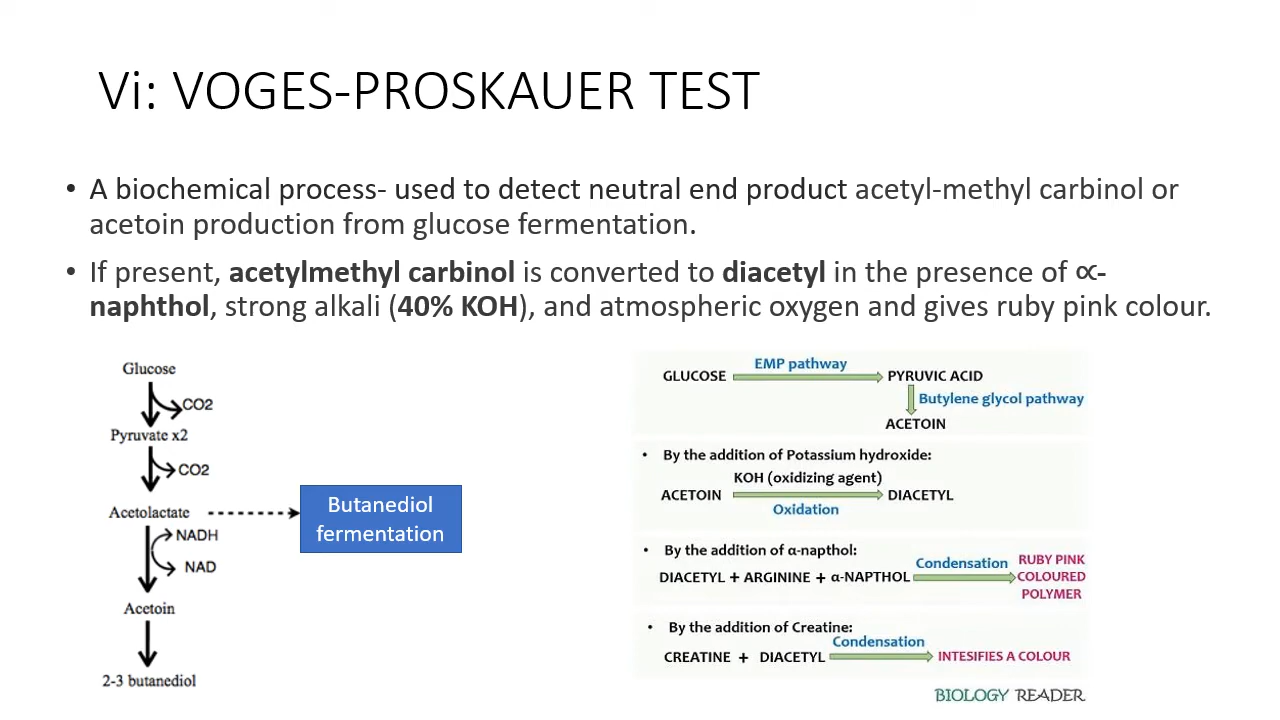 Vi: VOGES-PROSKAUER TEST
• A biochemical process- used to detect neutral end product acetyl-methyl carbinol or
acetoin production from glucose fermentation.
• If present, acetylmethyl carbinol is converted to diacetyl in the presence of ∝-
naphthol, strong alkali (40% KOH), and atmospheric oxygen and gives ruby pink colour.
Glucose
CO2
Pyruvate x2
CO2
Acetolactate
Butanediol
fermentation
NADH
NAD
Acetoin
2-3 butanediol
GLUCOSE EMP pathway PYRUVIC ACID
Butylene glycol pathway
ACETOIN
• By the addition of Potassium hydroxide:
KOH (oxidizing agent)
ACETOIN DIACETYL
Oxidation
• By the addition of α-napthol:
DIACETYL + ARGININE + α-NAPTHOL Condensation RUBY PINK
COLOURED
POLYMER
• By the addition of Creatine:
Condensation
CREATINE + DIACETYL INTESIFIES A COLOUR
BIOLOGY READER